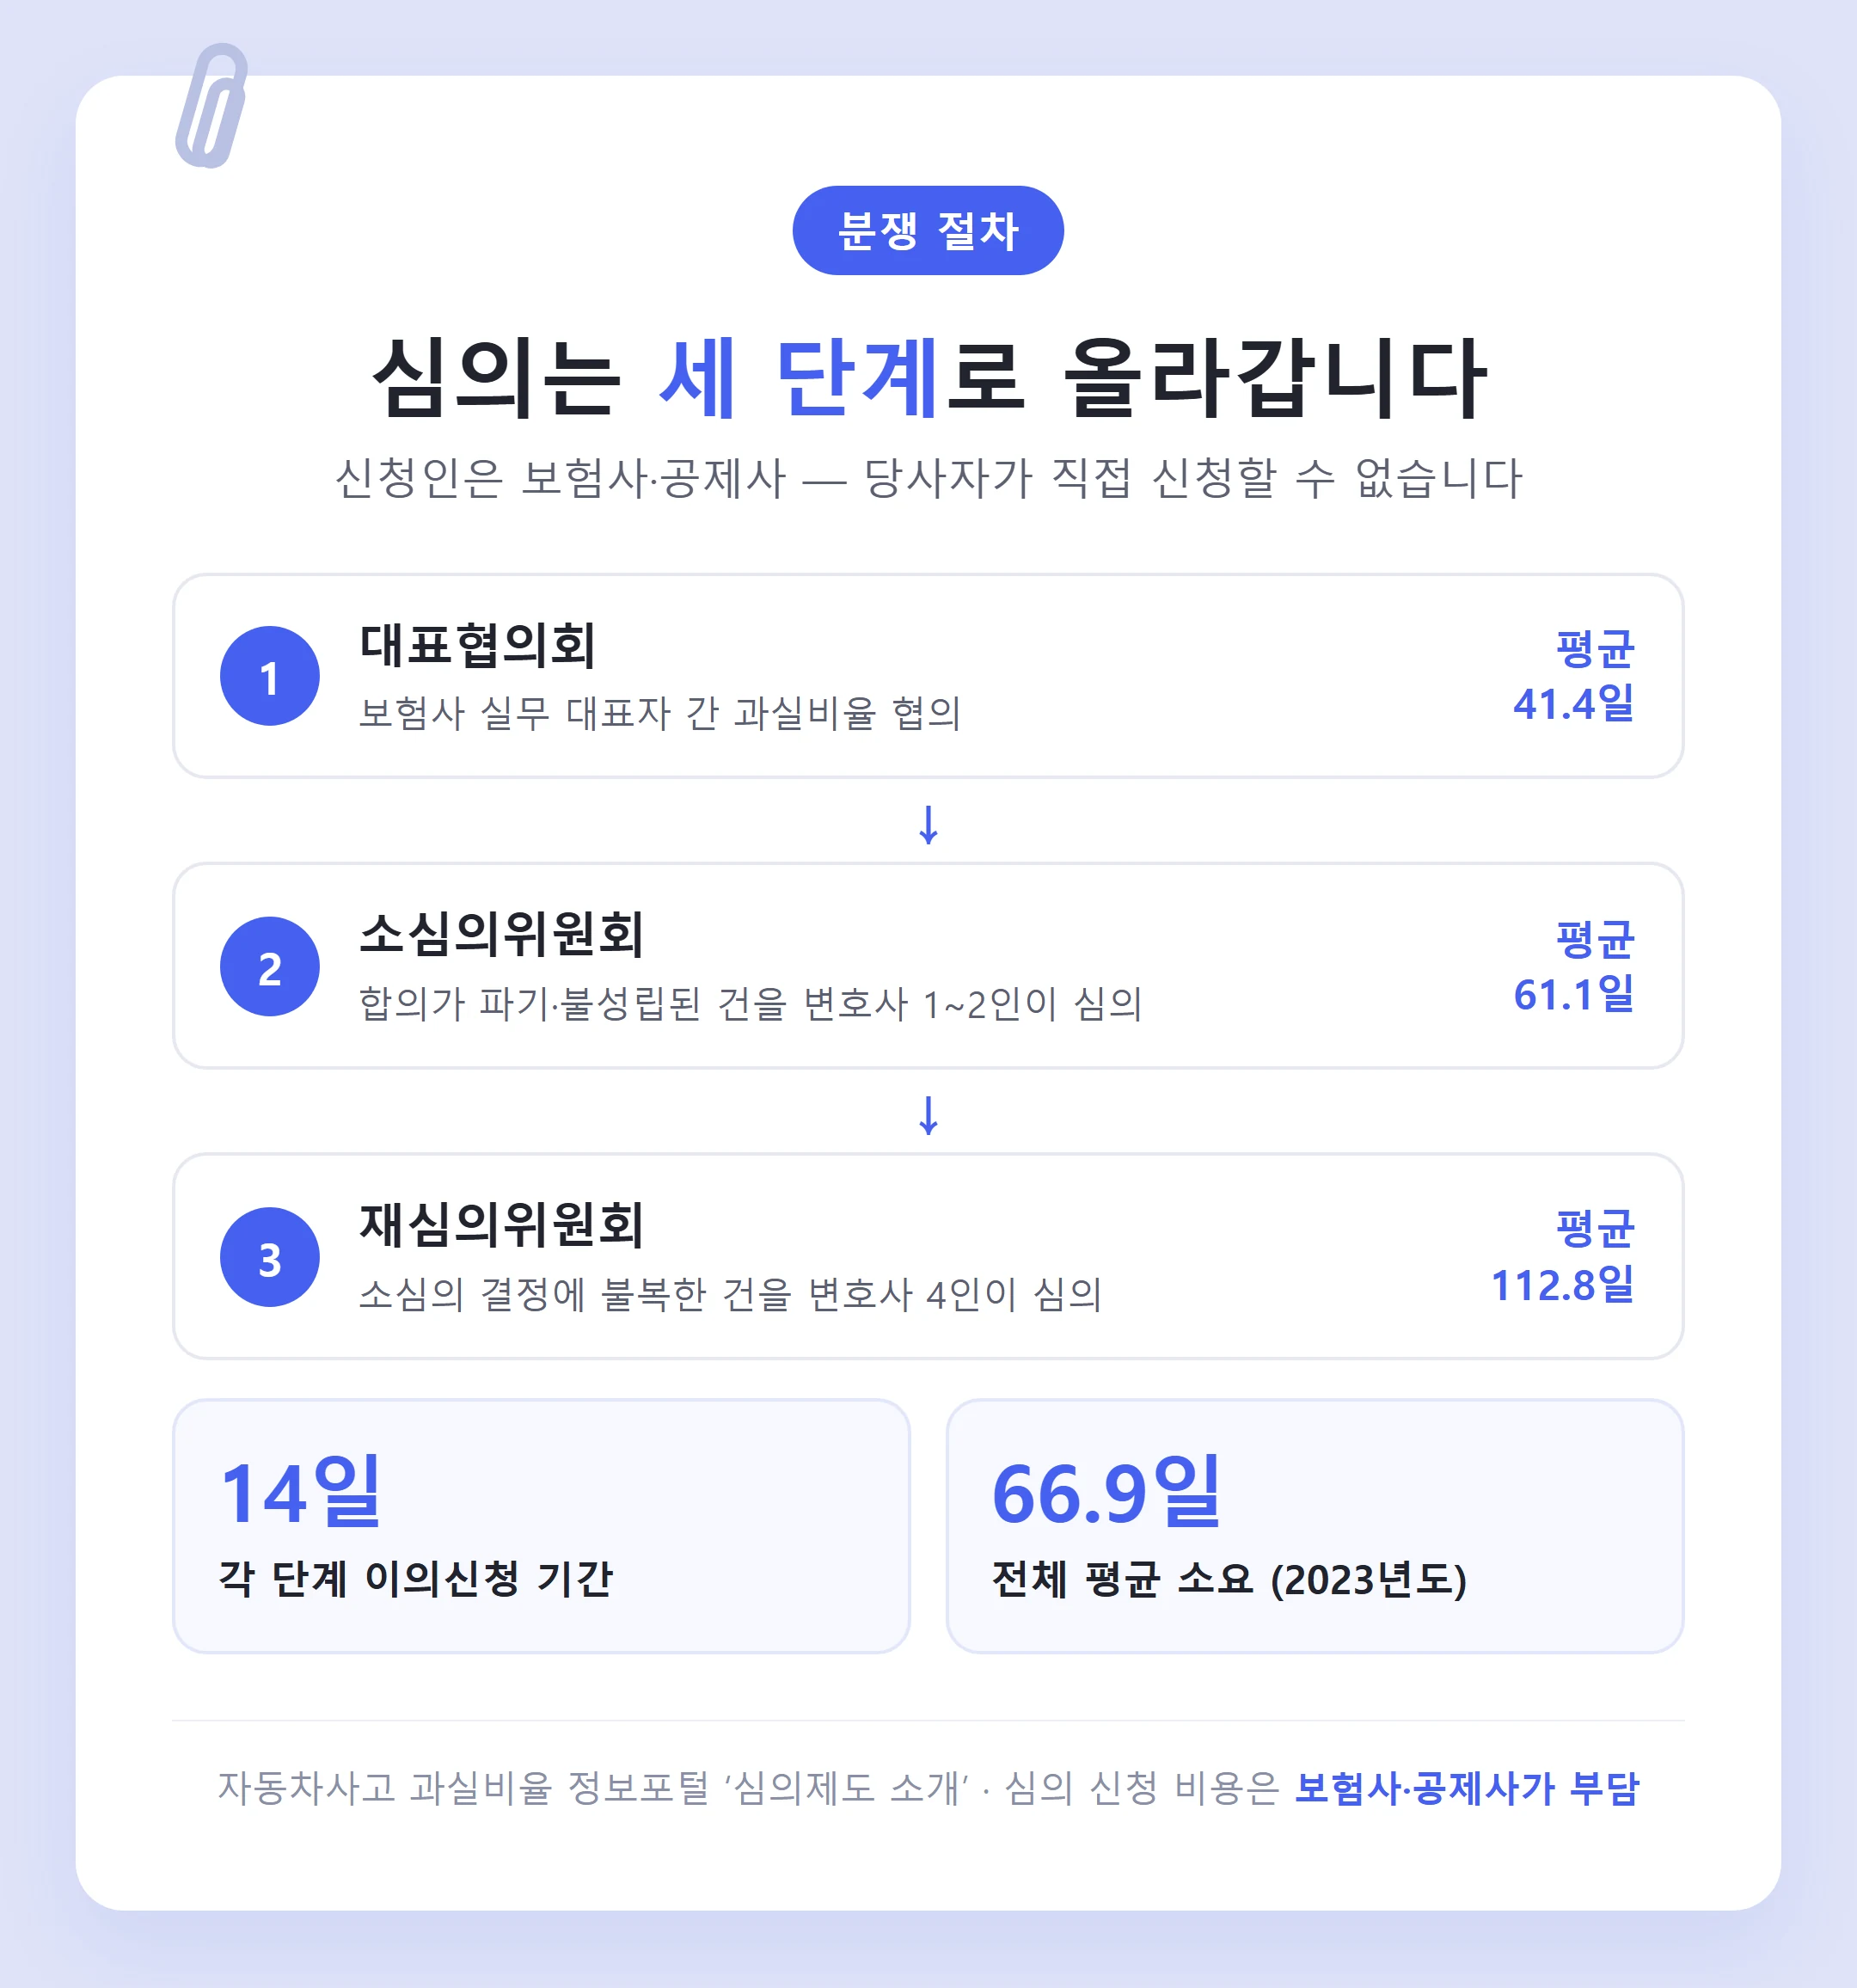 분쟁 절차
심의는 세 단계로 올라갑니다
신청인은 보험사·공제사 — 당사자가 직접 신청할 수 없습니다
1
대표협의회
보험사 실무 대표자 간 과실비율 협의
평균
41.4일
↓
2
소심의위원회
합의가 파기·불성립된 건을 변호사 1~2인이 심의
평균
61.1일
↓
3
재심의위원회
소심의 결정에 불복한 건을 변호사 4인이 심의
평균
112.8일
14일
각 단계 이의신청 기간
66.9일
전체 평균 소요 (2023년도)
자동차사고 과실비율 정보포털 ‘심의제도 소개’ · 심의 신청 비용은 보험사·공제사가 부담